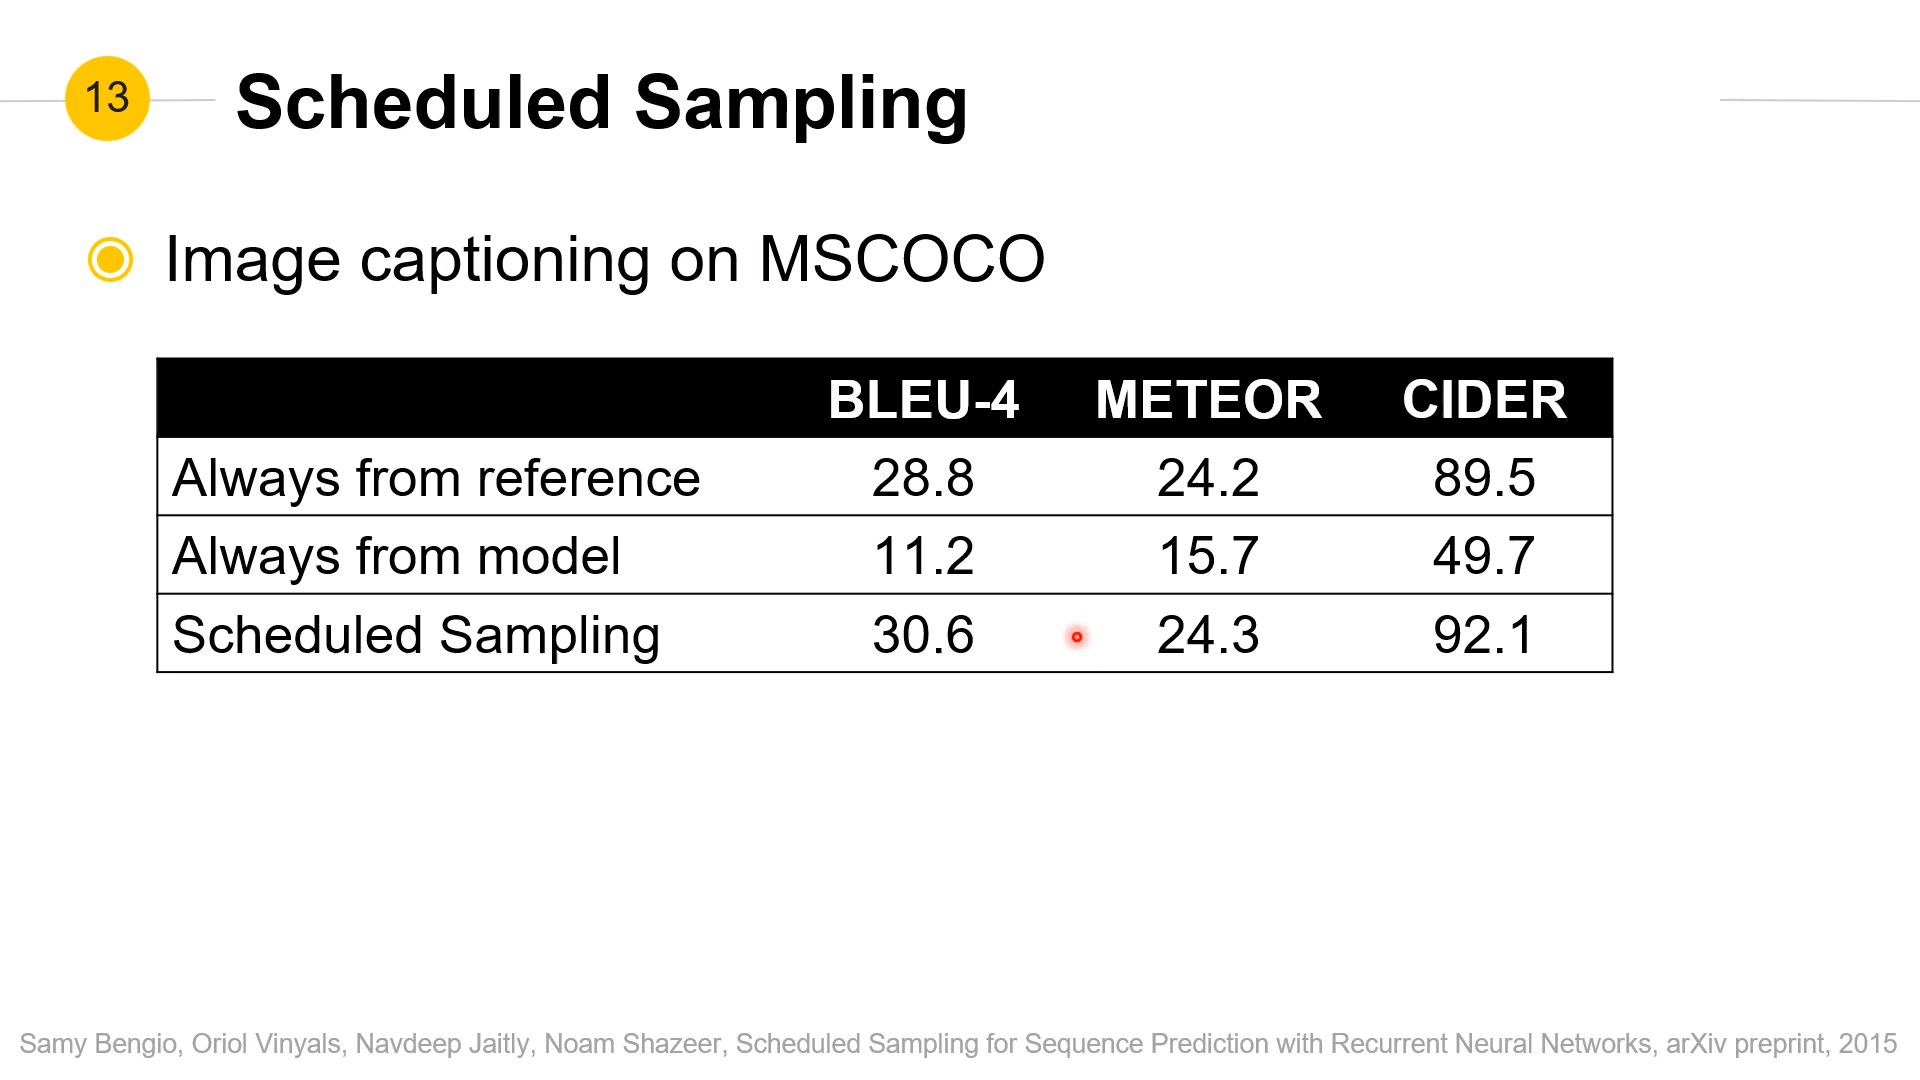 13
Scheduled Sampling
Image captioning on MSCOCO
BLEU-4 METEOR CIDER
Always from reference 28.8 24.2 89.5
Always from model 11.2 15.7 49.7
Scheduled Sampling 30.6 24.3 92.1
Samy Bengio, Oriol Vinyals, Navdeep Jaitly, Noam Shazeer, Scheduled Sampling for Sequence Prediction with Recurrent Neural Networks, arXiv preprint, 2015